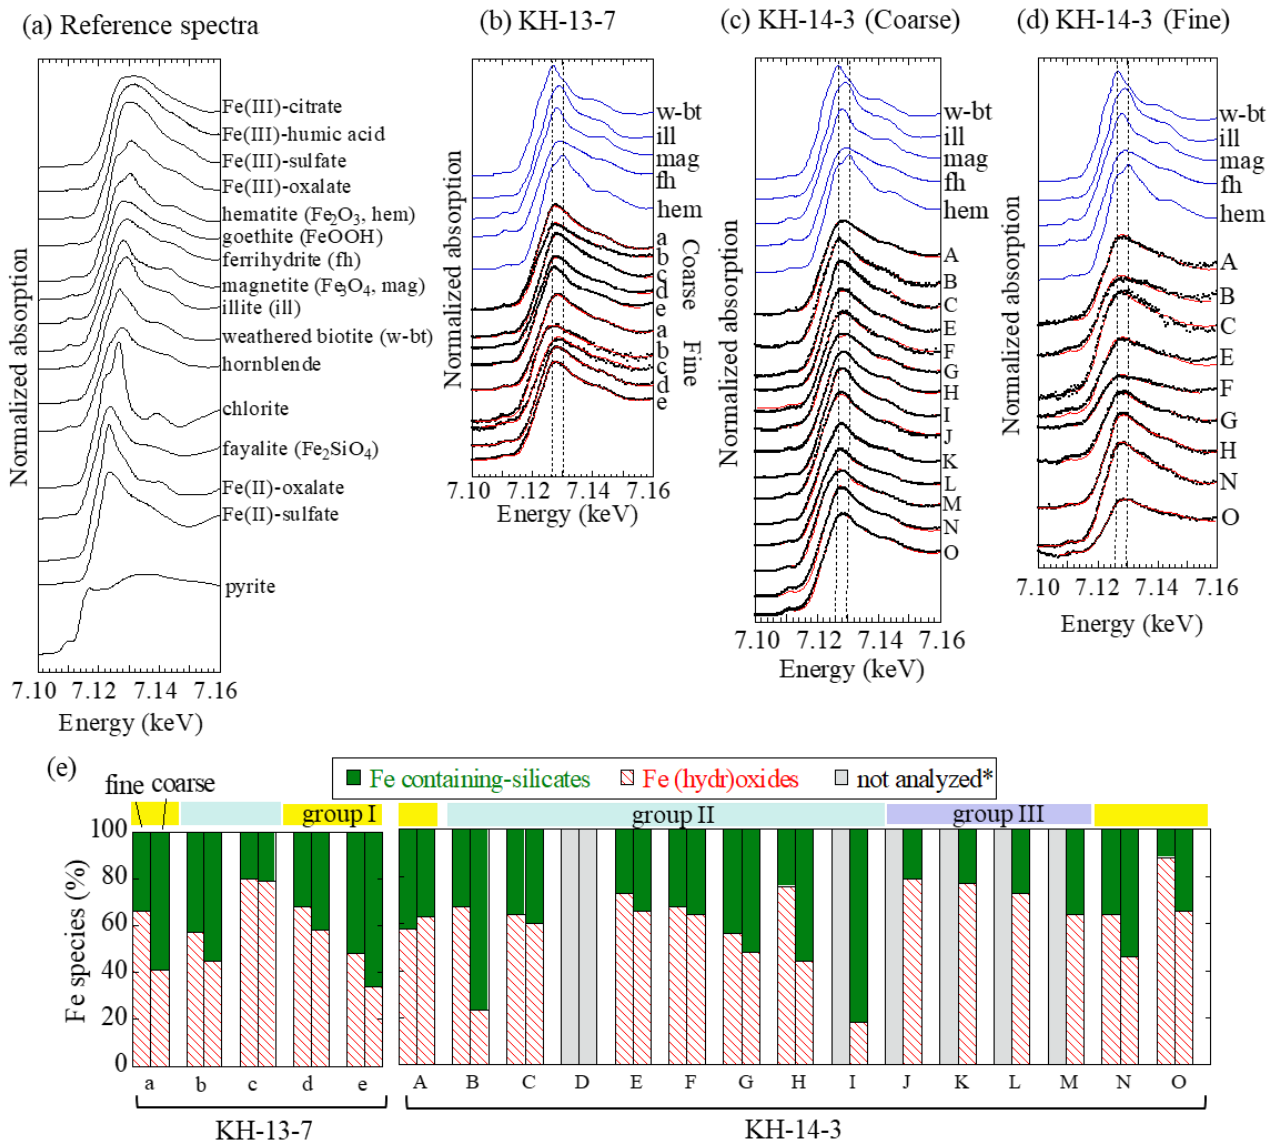 (a) Reference spectra
Normalized absorption
Fe(III)-citrate
Fe(III)-humic acid
Fe(III)-sulfate
Fe(III)-oxalate
hematite (Fe₂O₃, hem)
goethite (FeOOH)
ferrihydrite (fh)
magnetite (Fe₃O₄, mag)
illite (ill)
weathered biotite (w-bt)
hornblende
chlorite
fayalite (Fe₂SiO₄)
Fe(II)-oxalate
Fe(II)-sulfate
pyrite
7.10 7.12 7.14 7.16
Energy (keV)
(b) KH-13-7
Normalized absorption
w-bt
ill
mag
fh
hem
a
b
c
d
e
Coarse
a
b
c
d
e
Fine
7.10 7.12 7.14 7.16
Energy (keV)
(c) KH-14-3 (Coarse)
Normalized absorption
w-bt
ill
mag
fh
hem
A
B
C
E
F
G
H
I
J
K
L
M
N
O
7.10 7.12 7.14 7.16
Energy (keV)
(d) KH-14-3 (Fine)
Normalized absorption
w-bt
ill
mag
fh
hem
A
B
C
E
F
G
H
N
O
7.10 7.12 7.14 7.16
Energy (keV)
(e)
Fe containing-silicates Fe (hydr)oxides not analyzed*
fine coarse
group I group II group III
Fe species (%)
100
80
60
40
20
0
a b c d e A B C D E F G H I J K L M N O
KH-13-7 KH-14-3